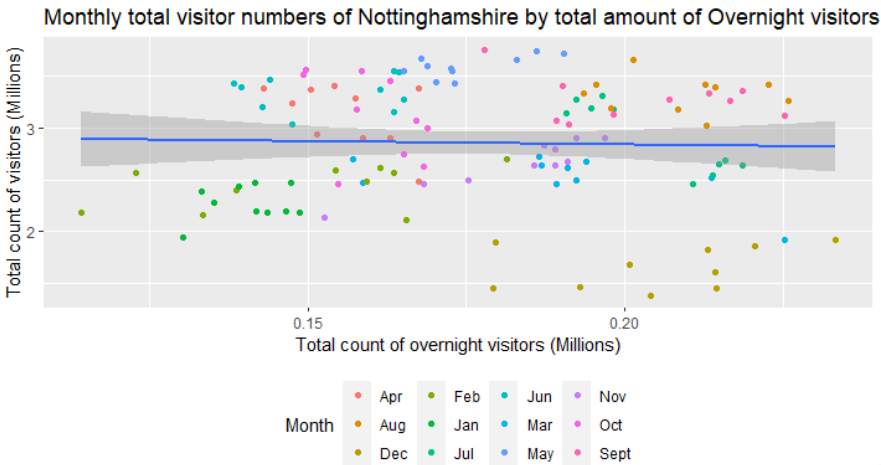 Monthly total visitor numbers of Nottinghamshire by total amount of Overnight visitors
Total count of visitors (Millions)
3
2
0.15
0.20
Total count of overnight visitors (Millions)
Month
Apr
Aug
Dec
Feb
Jan
Jul
Jun
Mar
May
Nov
Oct
Sept